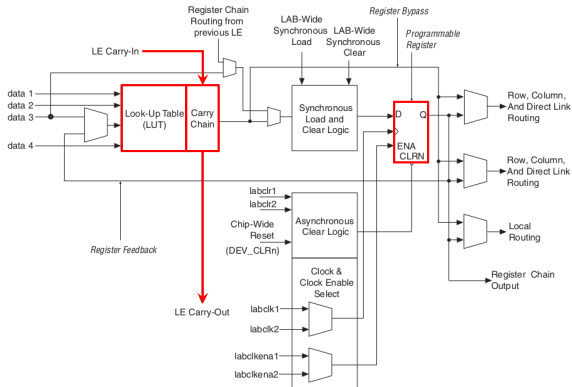 Register Chain
Routing from
previous LE
LAB-Wide
Synchronous
Load
LAB-Wide
Synchronous
Clear
Register Bypass
Programmable
Register
LE Carry-In
data 1
data 2
data 3
data 4
Look-Up Table
(LUT)
Carry
Chain
Synchronous
Load and
Clear Logic
D
Q
ENA
CLRN
Row, Column,
And Direct Link
Routing
Row, Column,
And Direct Link
Routing
Local
Routing
Register Chain
Output
Register Feedback
labclr1
labclr2
Chip-Wide
Reset
(DEV_CLRn)
Asynchronous
Clear Logic
Clock &
Clock Enable
Select
LE Carry-Out
labclk1
labclk2
labclkena1
labclkena2